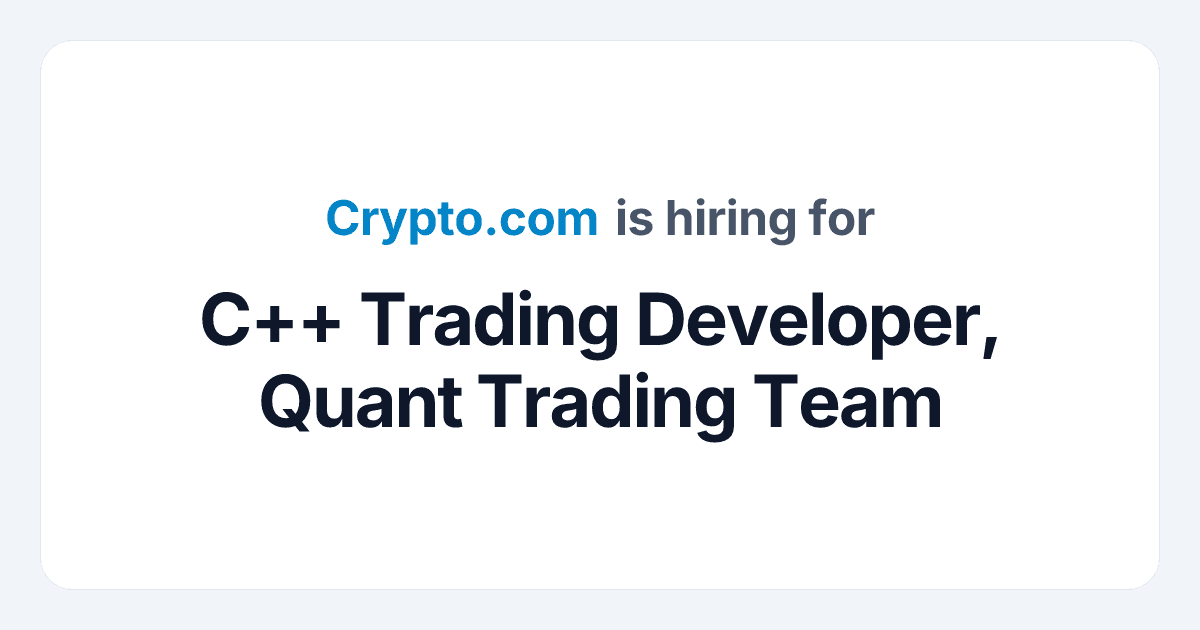 Crypto.com is hiring for
C++ Trading Developer,
Quant Trading Team